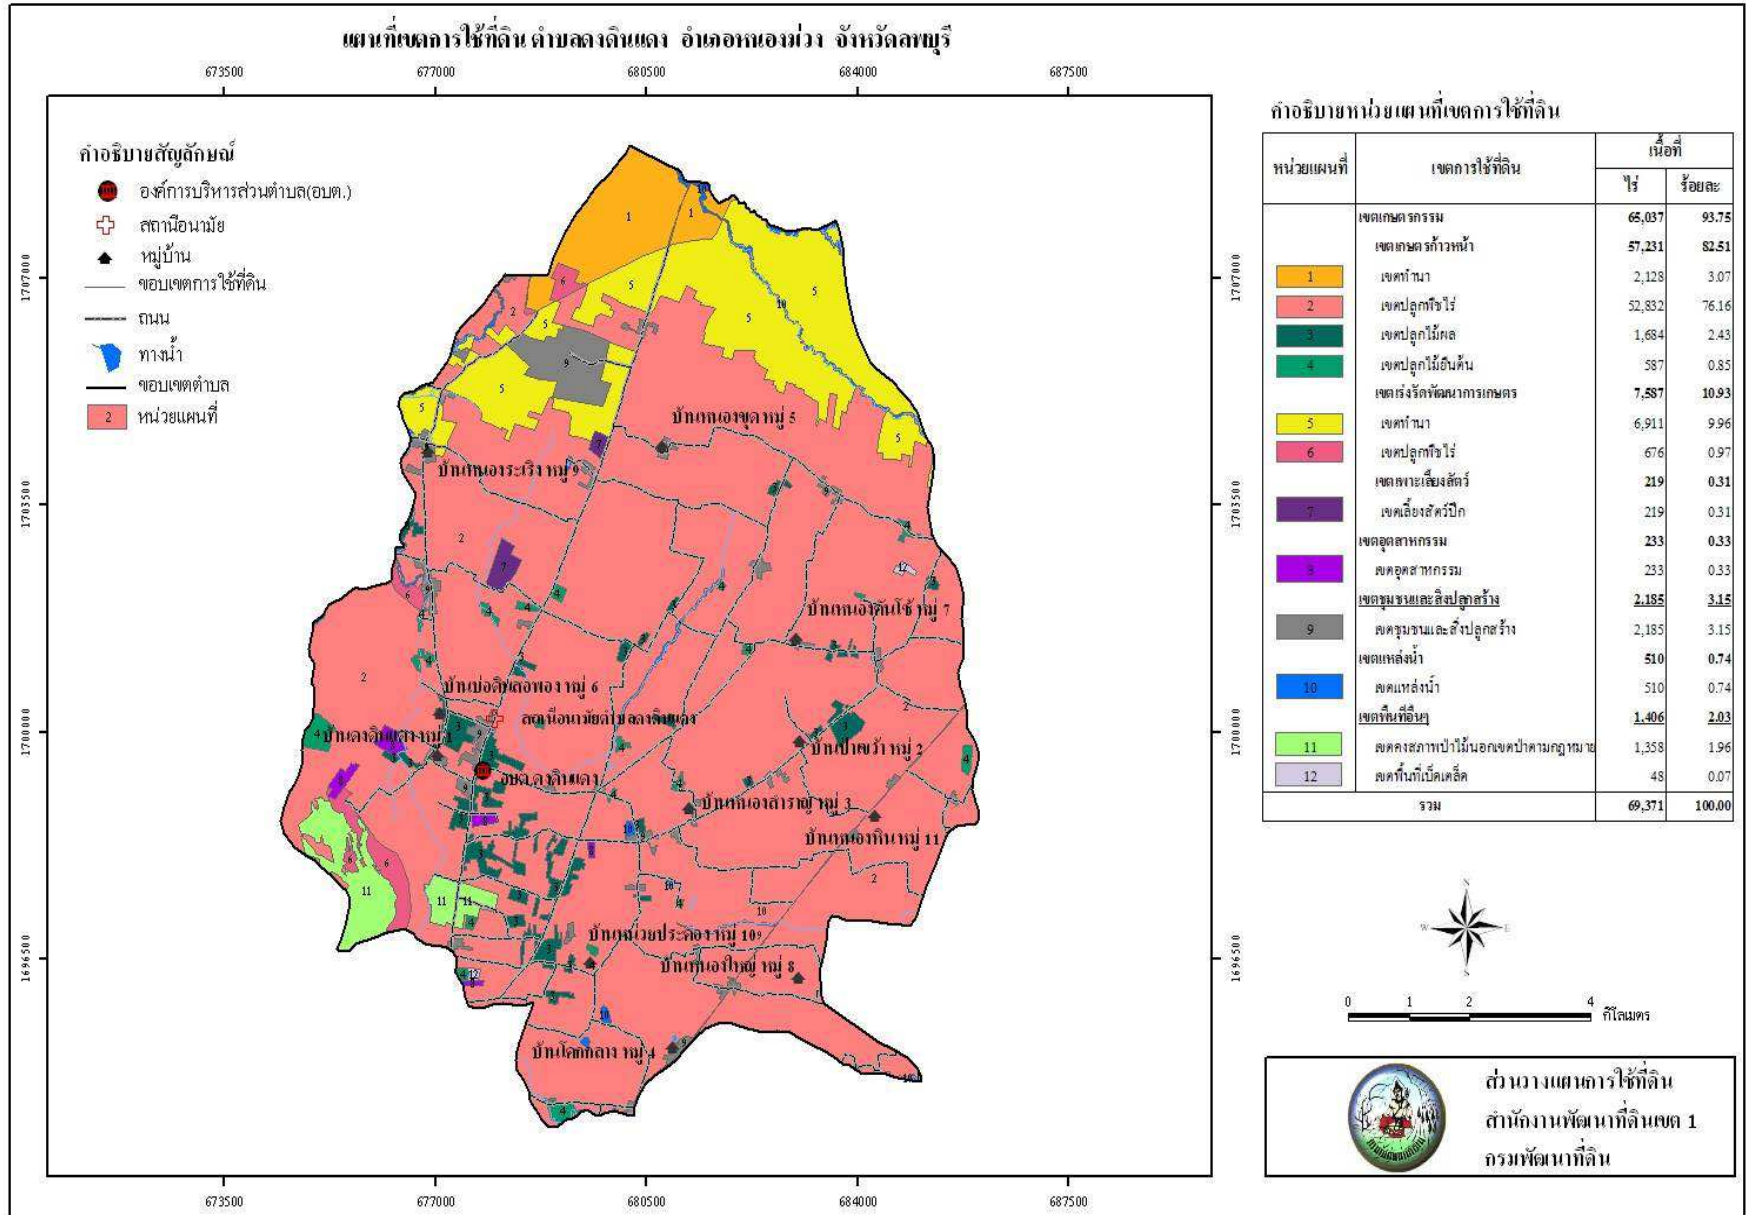 แผนที่เขตการใช้ที่ดิน ตำบลดงดินแดง อำเภอหนองม่วง จังหวัดลพบุรี
673500 677000 680500 684000 687500
คำอธิบายสัญลักษณ์
องค์การบริหารส่วนตำบล(อบต.)
สถานีอนามัย
หมู่บ้าน
ขอบเขตการใช้ที่ดิน
ถนน
ทางน้ำ
ขอบเขตตำบล
2 หน่วยแผนที่
1707000
1703500
1700000
1696500
บ้านหนองขุด หมู่ 5
บ้านหนองระเริง หมู่ 9
บ้านหนองตันโช้ หมู่ 7
บ้านบ่อดินสอพอง หมู่ 6
สถานีอนามัยตำบลดงดินแดง
บ้านดงดินแดง หมู่ 1
บ้านป่าเขว้า หมู่ 2
อบต.ดงดินแดง
บ้านหนองสำราญ หมู่ 3
บ้านหนองหิน หมู่ 11
บ้านหน่วยประดอง หมู่ 10
บ้านหนองใหญ่ หมู่ 8
บ้านโคกกลาง หมู่ 4
1707000
1703500
1700000
1696500
673500 677000 680500 684000 687500
คำอธิบายหน่วยแผนที่เขตการใช้ที่ดิน
หน่วยแผนที่ เขตการใช้ที่ดิน เนื้อที่
ไร่ ร้อยละ
เขตเกษตรกรรม 65,037 93.75
เขตเกษตรก้าวหน้า 57,231 82.51
1 เขตทำนา 2,128 3.07
2 เขตปลูกพืชไร่ 52,832 76.16
3 เขตปลูกไม้ผล 1,684 2.43
4 เขตปลูกไม้ยืนต้น 587 0.85
เขตเร่งรัดพัฒนาการเกษตร 7,587 10.93
5 เขตทำนา 6,911 9.96
6 เขตปลูกพืชไร่ 676 0.97
เขตเพาะเลี้ยงสัตว์ 219 0.31
7 เขตเลี้ยงสัตว์ปีก 219 0.31
เขตอุตสาหกรรม 233 0.33
8 เขตอุตสาหกรรม 233 0.33
เขตชุมชนและสิ่งปลูกสร้าง 2,185 3.15
9 เขตชุมชนและสิ่งปลูกสร้าง 2,185 3.15
เขตแหล่งน้ำ 510 0.74
10 เขตแหล่งน้ำ 510 0.74
เขตพื้นที่อื่นๆ 1,406 2.03
11 เขตคงสภาพป่าไม้นอกเขตป่าตามกฎหมาย 1,358 1.96
12 เขตพื้นที่เบ็ดเตล็ด 48 0.07
รวม 69,371 100.00
N
W E
S
0 1 2 4 กิโลเมตร
ส่วนวางแผนการใช้ที่ดิน
สำนักงานพัฒนาที่ดินเขต 1
กรมพัฒนาที่ดิน